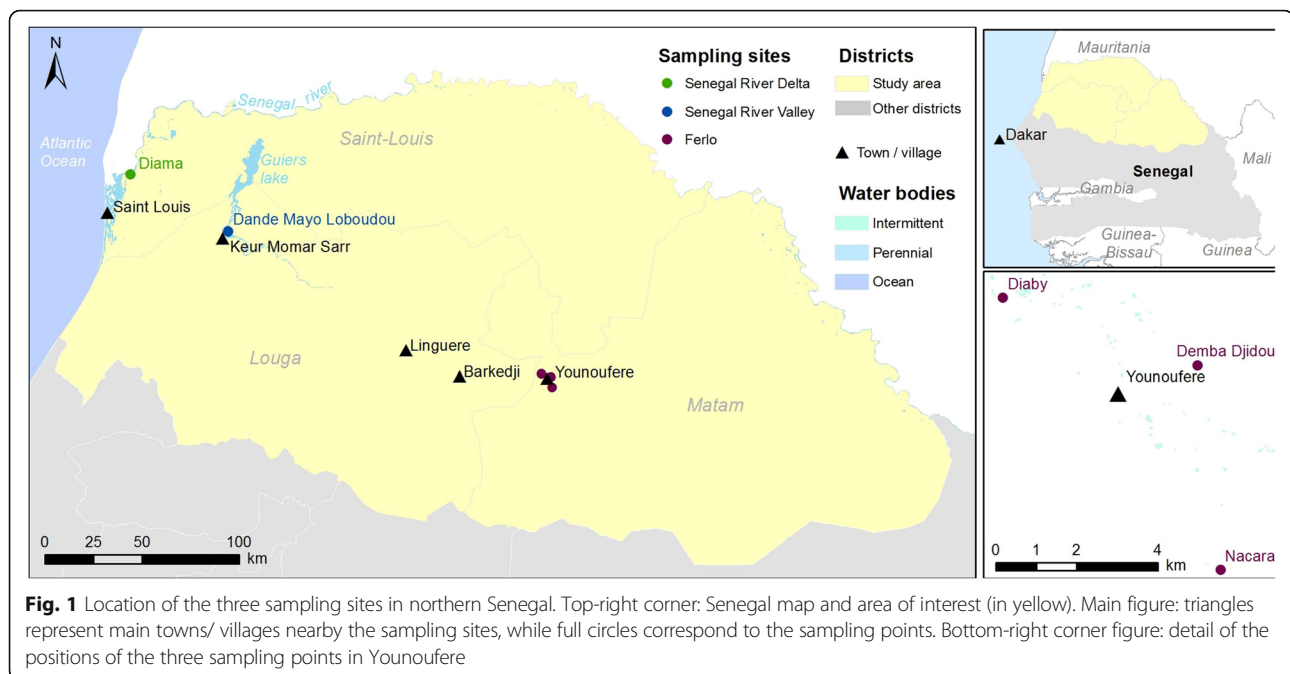 N
Atlantic
Ocean
Senegal river
Saint-Louis
Diama
Guiers
lake
Saint Louis
Dande Mayo Loboudou
Keur Momar Sarr
Linguere
Barkedji
Younoufere
Louga
Matam
0 25 50 100
km
Sampling sites
Senegal River Delta
Senegal River Valley
Ferlo
Districts
Study area
Other districts
Town / village
Water bodies
Intermittent
Perennial
Ocean
Mauritania
Dakar
Mali
Senegal
Gambia
Guinea-
Bissau
Guinea
Diaby
Demba Djidou
Younoufere
Nacara
0 1 2 4
km
Fig. 1 Location of the three sampling sites in northern Senegal. Top-right corner: Senegal map and area of interest (in yellow). Main figure: triangles
represent main towns/ villages nearby the sampling sites, while full circles correspond to the sampling points. Bottom-right corner figure: detail of the
positions of the three sampling points in Younoufere